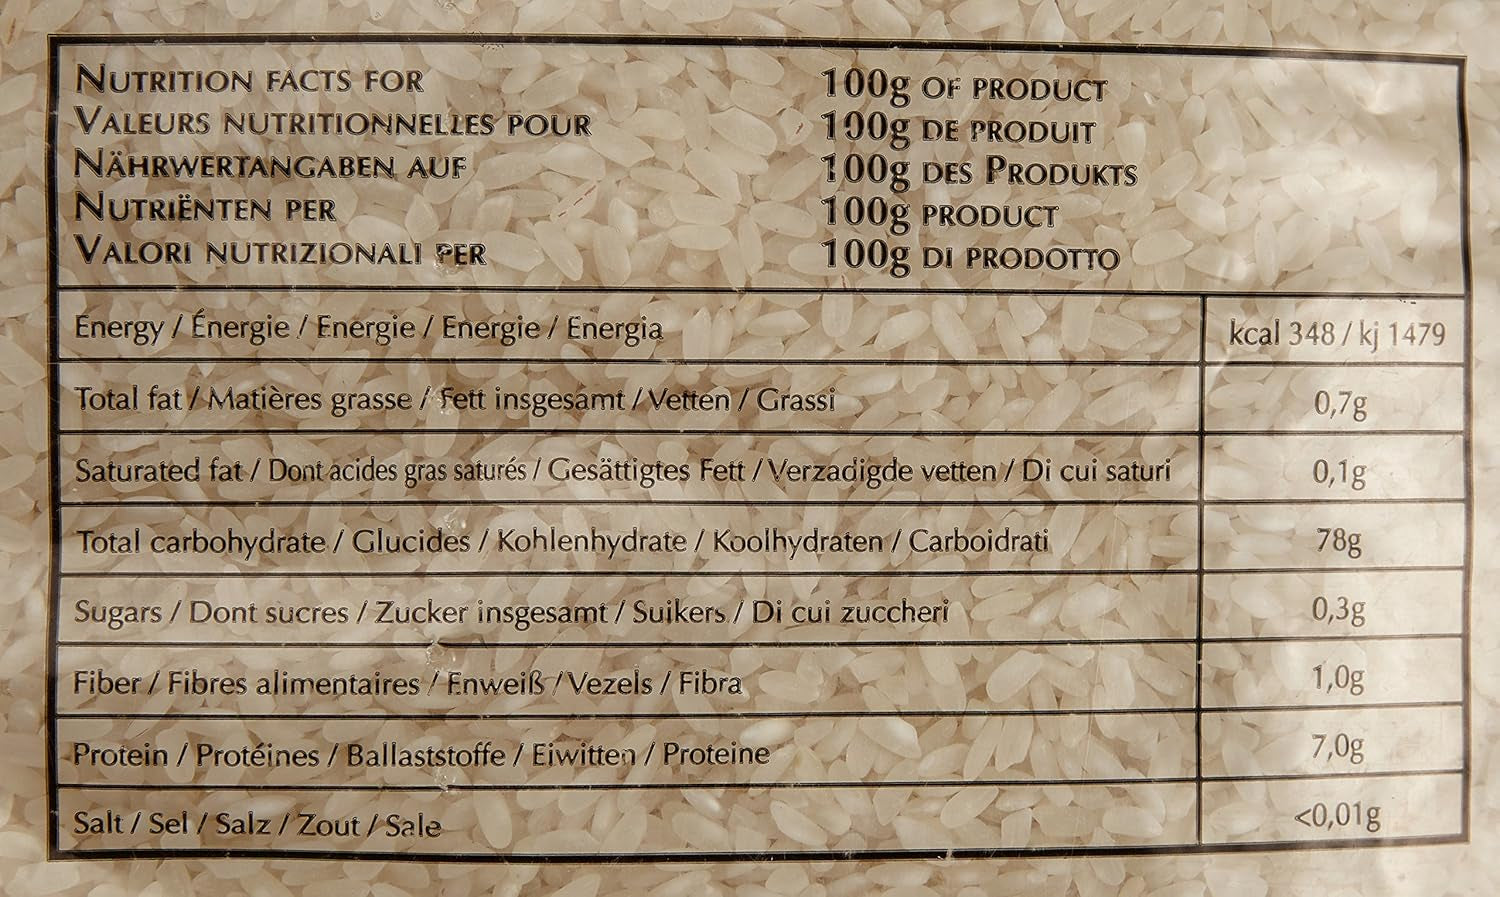 NUTRITION FACTS FOR 100g OF PRODUCT
VALEURS NUTRITIONNELLES POUR 100g DE PRODUIT
NÄHRWERTANGABEN AUF 100g DES PRODUKTS
NUTRIËNTEN PER 100g PRODUCT
VALORI NUTRIZIONALI PER 100g DI PRODOTTO
Energy / Énergie / Energie / Energie / Energia kcal 348 / kj 1479
Total fat / Matières grasse / Fett insgesamt / Vetten / Grassi 0,7g
Saturated fat / Dont acides gras saturés / Gesättigtes Fett / Verzadigde vetten / Di cui saturi 0,1g
Total carbohydrate / Glucides / Kohlenhydrate / Koolhydraten / Carboidrati 78g
Sugars / Dont sucres / Zucker insgesamt / Suikers / Di cui zuccheri 0,3g
Fiber / Fibres alimentaires / Enweiß / Vezels / Fibra 1,0g
Protein / Protéines / Ballaststoffe / Eiwitten / Proteine 7,0g
Salt / Sel / Salz / Zout / Sale <0,01g